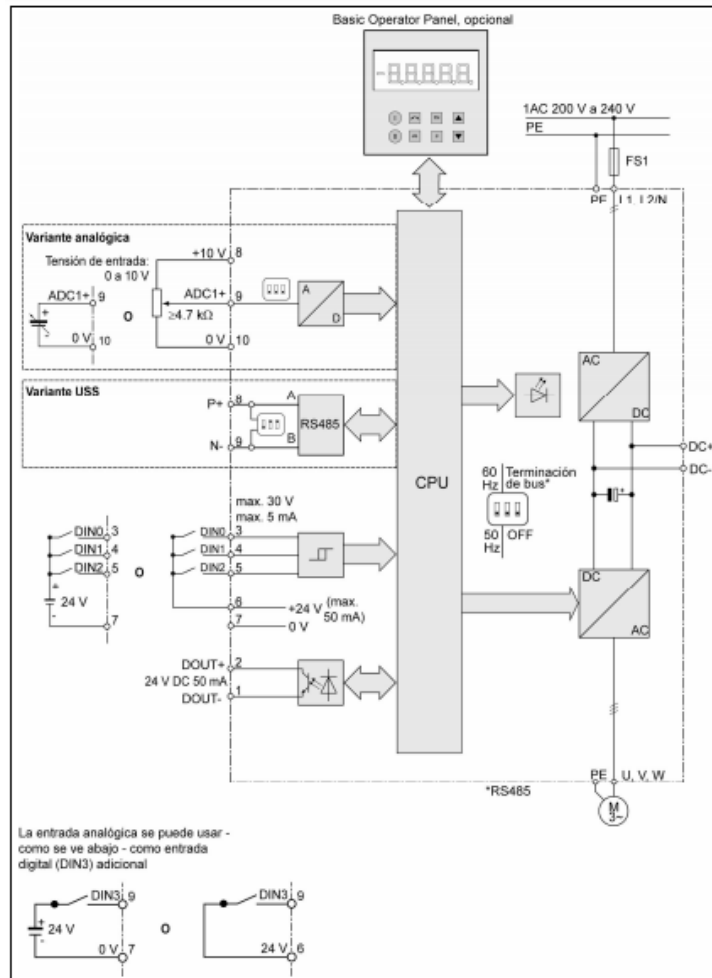 Basic Operator Panel, opcional
1AC 200 V a 240 V
PE
FS1
PE L1, L2/N
Variante analógica
Tensión de entrada:
0 a 10 V
+10 V 8
ADC1+ 9
ADC1+ 9
O
≥4.7 kΩ
0 V 10
0 V 10
A
D
Variante USS
P+ 8 A
N- 9 B
RS485
CPU
AC
DC
DC+
DC-
60 Hz
Terminación de bus*
50 Hz
OFF
DC
AC
max. 30 V
max. 5 mA
DIN0 3
DIN1 4
DIN2 5
+
24 V
-
7
O
DIN0 3
DIN1 4
DIN2 5
6 +24 V (max. 50 mA)
7 0 V
DOUT+ 2
24 V DC 50 mA
DOUT- 1
*RS485
PE U, V, W
M
3~
La entrada analógica se puede usar -
como se ve abajo - como entrada
digital (DIN3) adicional
DIN3 9
+
24 V
-
0 V 7
O
DIN3 9
24 V 6